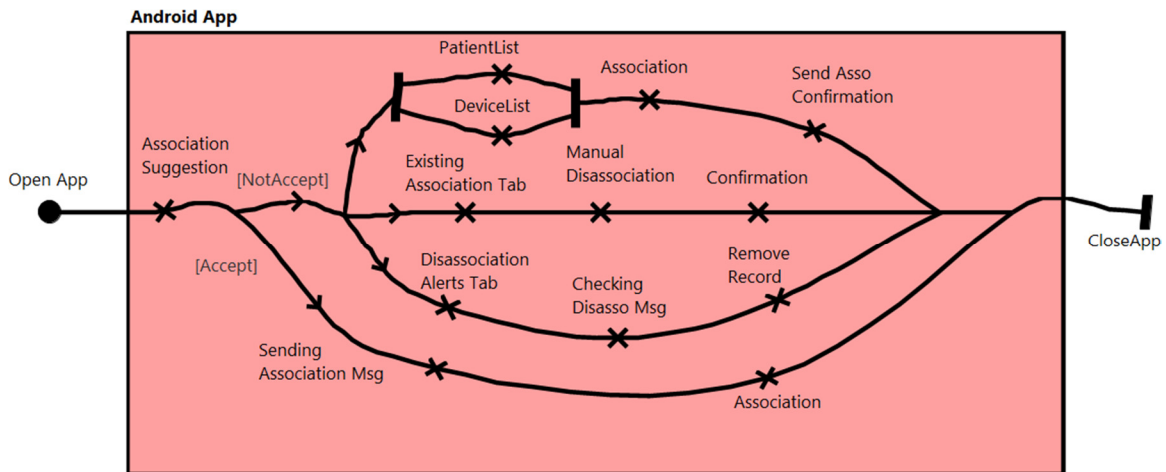 Android App
PatientList
Association
Send Asso
Confirmation
DeviceList
Association
Suggestion
Open App
[NotAccept]
Existing
Association Tab
Manual
Disassociation
Confirmation
CloseApp
[Accept]
Disassociation
Alerts Tab
Checking
Disasso Msg
Remove
Record
Sending
Association Msg
Association